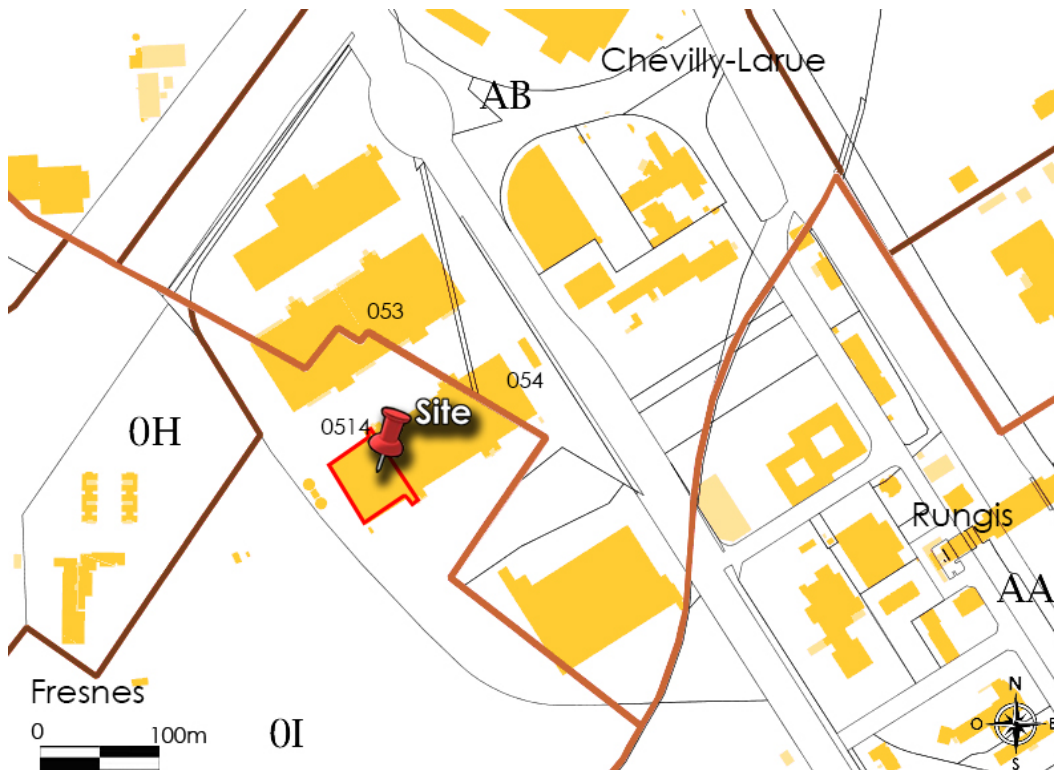 Chevilly-Larue
AB
053
054
Site
0514
0H
Rungis
AA
Fresnes
0 100m
0I
N
O E
S